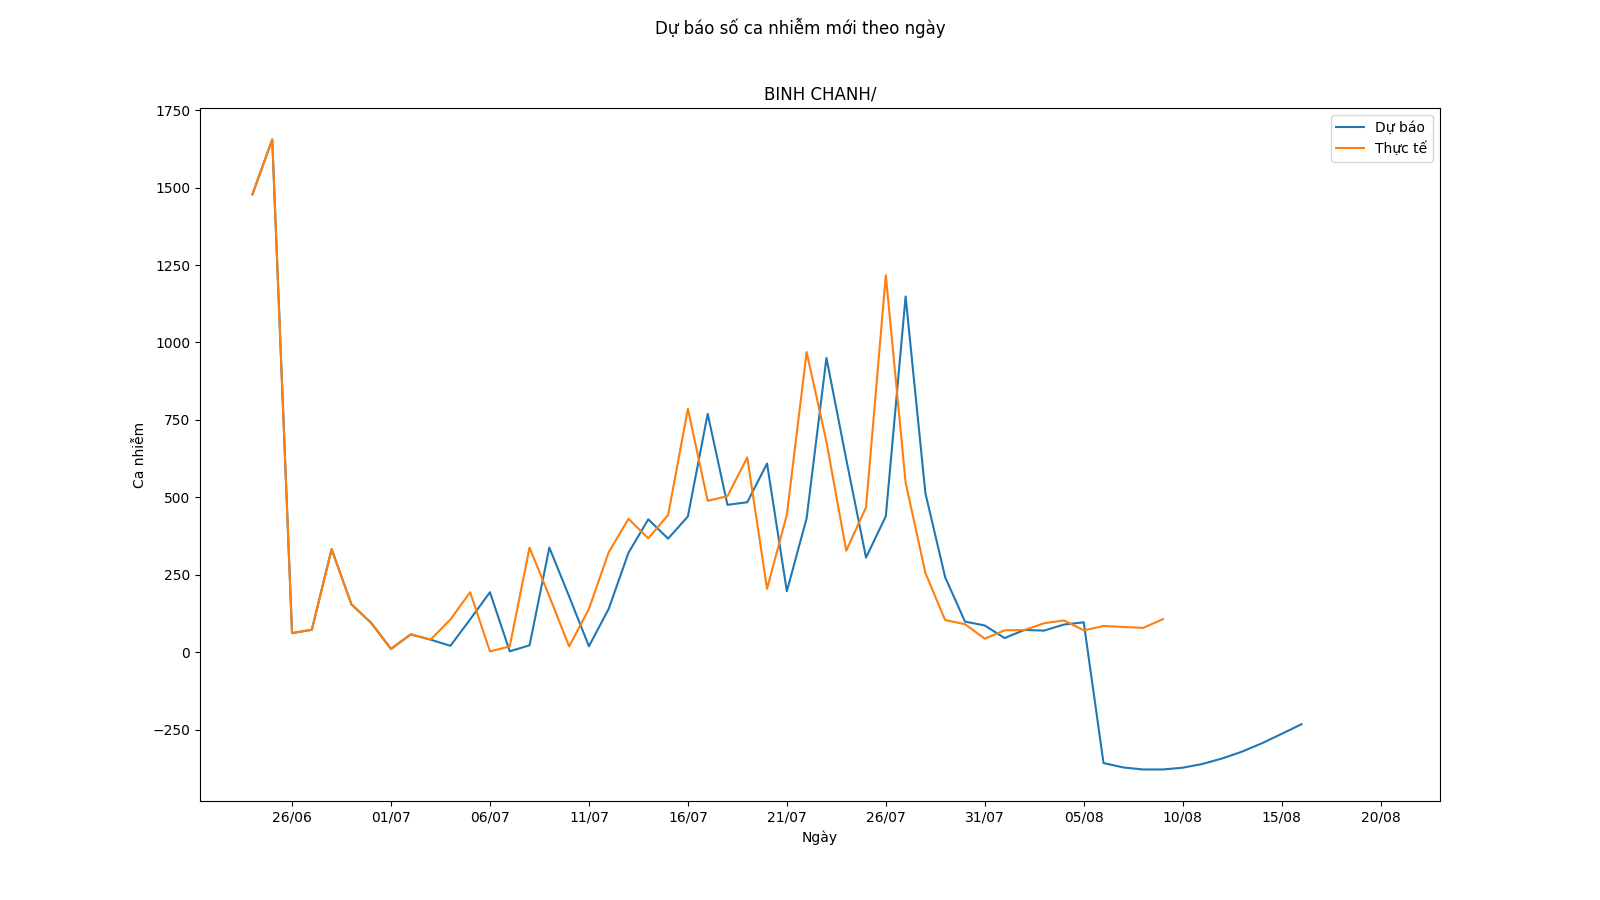 Dự báo số ca nhiễm mới theo ngày
BINH CHANH/
Dự báo
Thực tế
1750
1500
1250
1000
750
500
250
0
−250
Ca nhiễm
26/06 01/07 06/07 11/07 16/07 21/07 26/07 31/07 05/08 10/08 15/08 20/08
Ngày